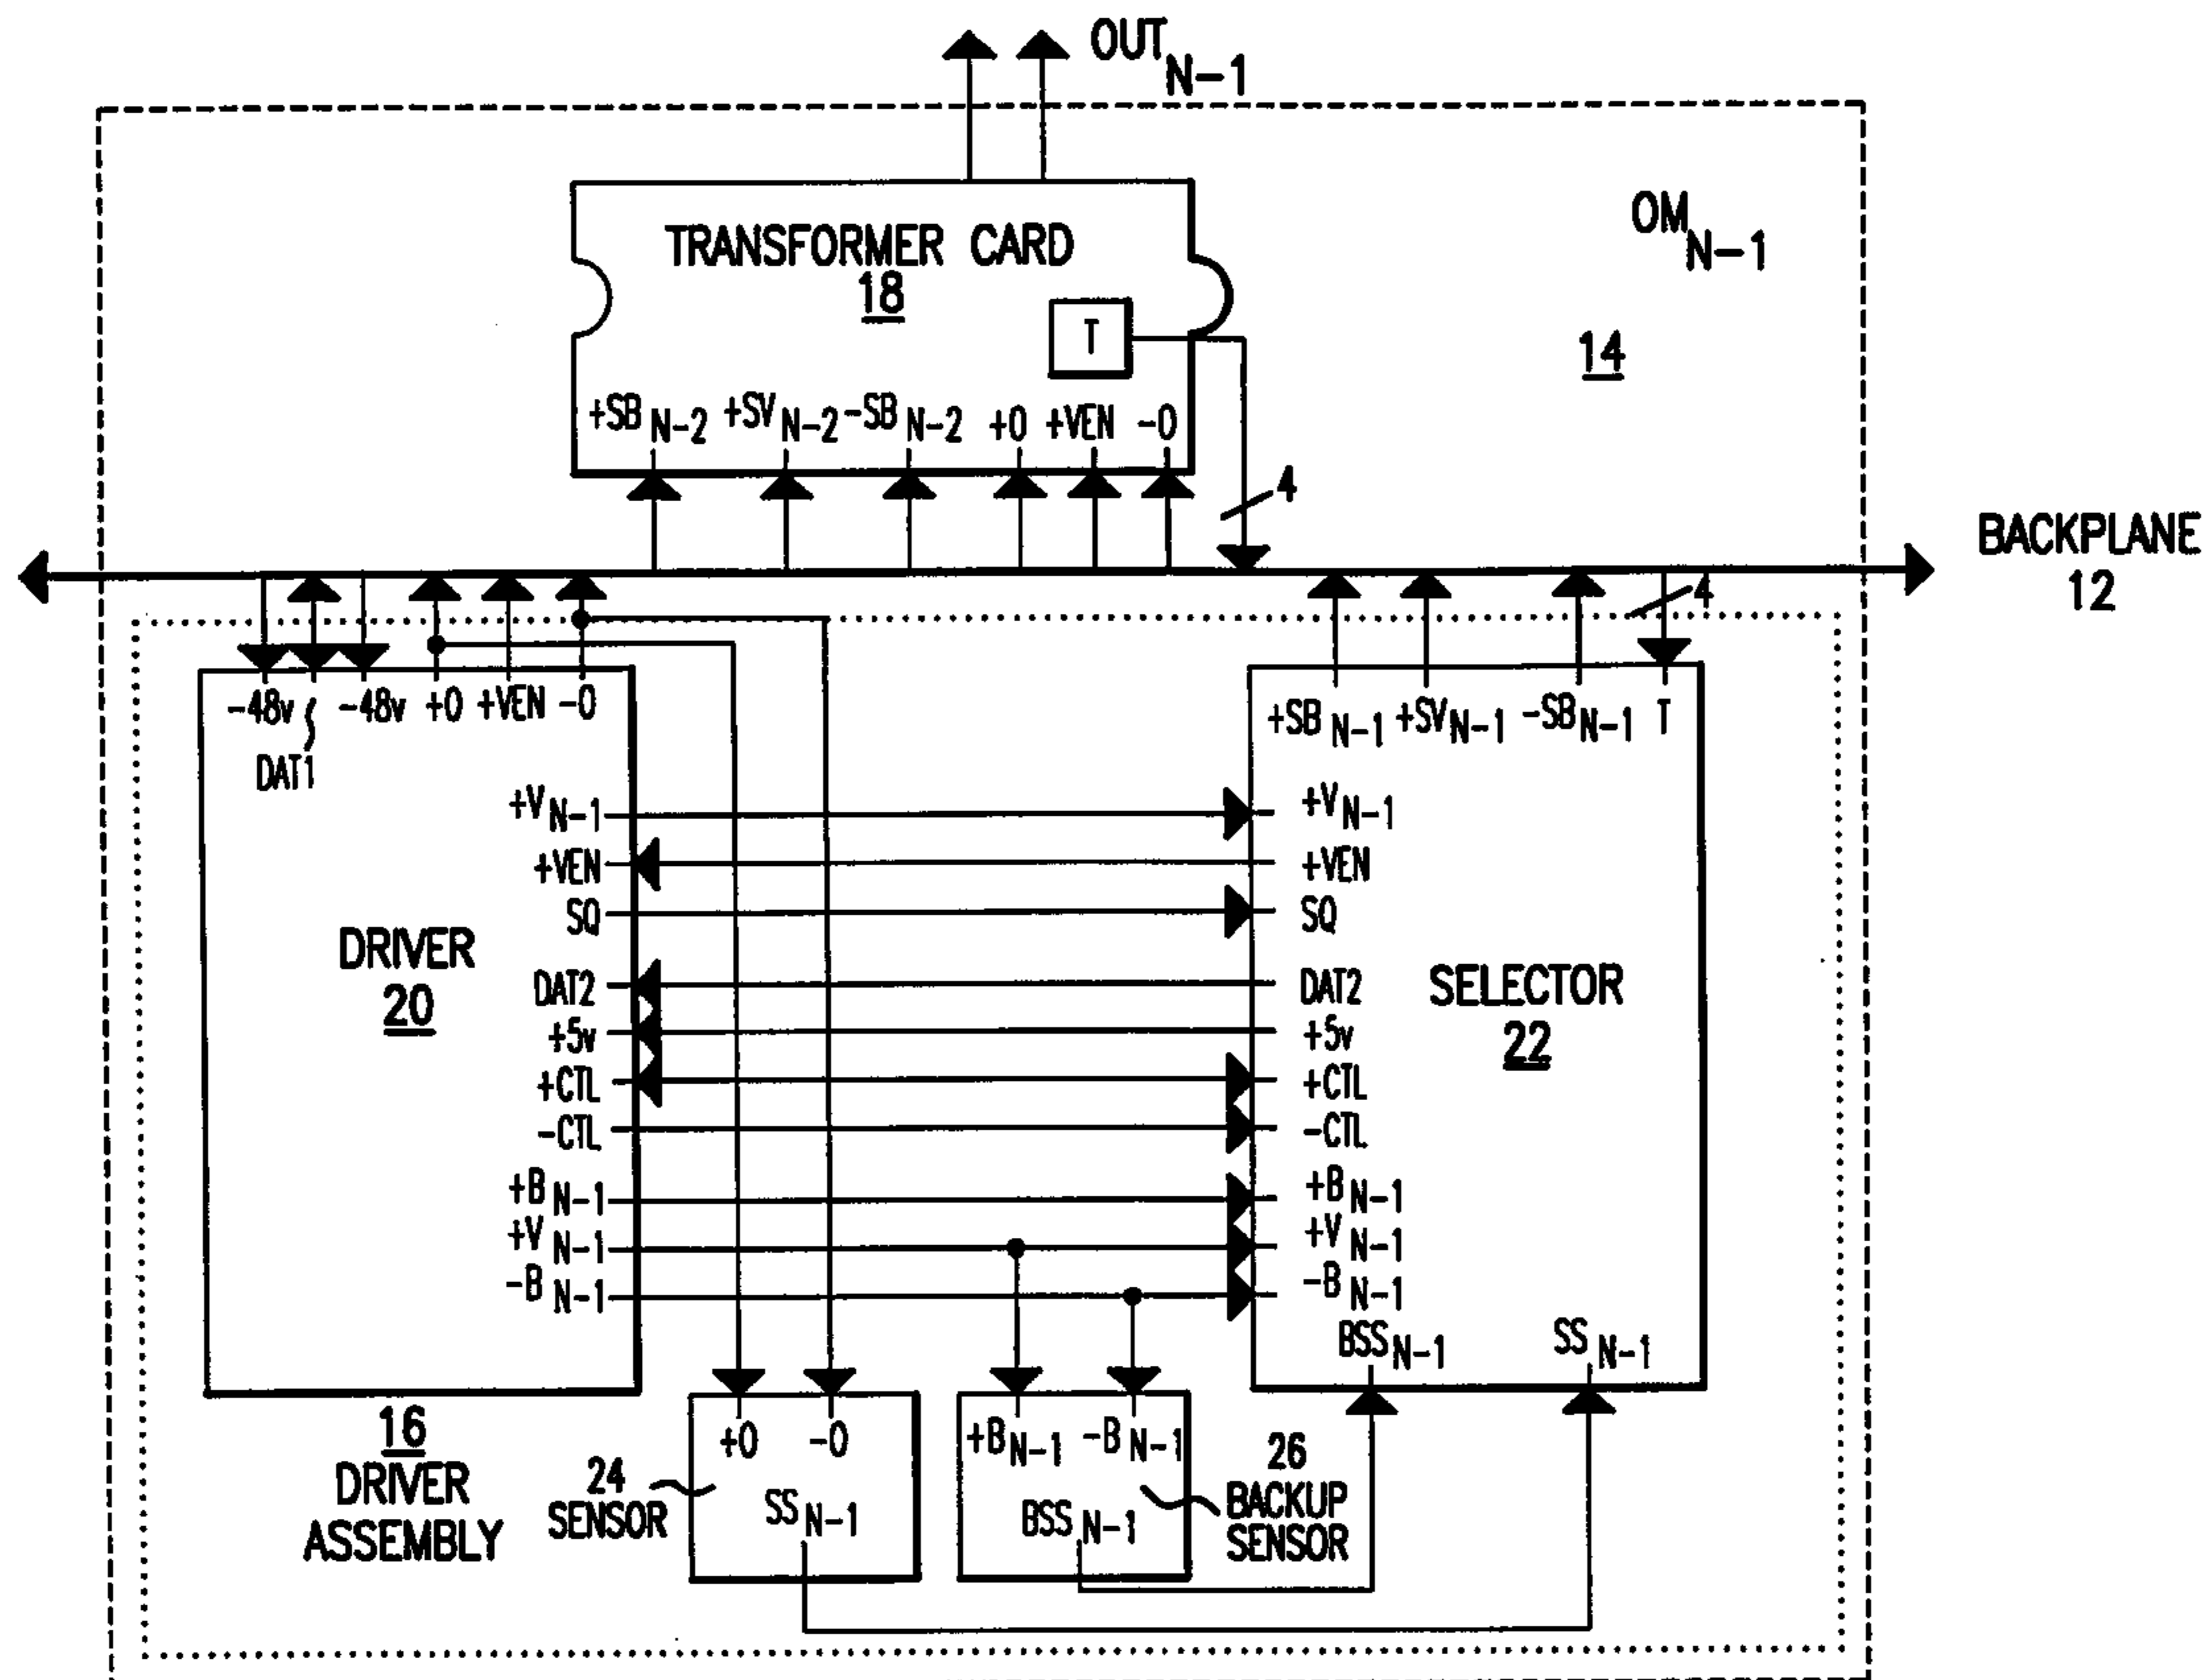 OUT N-1
OM N-1
14
TRANSFORMER CARD
18
T
+SB N-2 +SV N-2 -SB N-2 +0 +VEN -0
4
BACKPLANE
12
4
-48v -48v +0 +VEN -0
DAT1
+SB N-1 +SV N-1 -SB N-1 T
+V N-1 +V N-1
+VEN +VEN
SQ SQ
DRIVER
20
SELECTOR
22
DAT2 DAT2
+5v +5v
+CTL +CTL
-CTL -CTL
+B N-1 +B N-1
+V N-1 +V N-1
-B N-1 -B N-1
BSS N-1 SS N-1
16
DRIVER
ASSEMBLY
24
SENSOR
+0 -0
SS N-1
+B N-1 -B N-1
BSS N-1
26
BACKUP
SENSOR